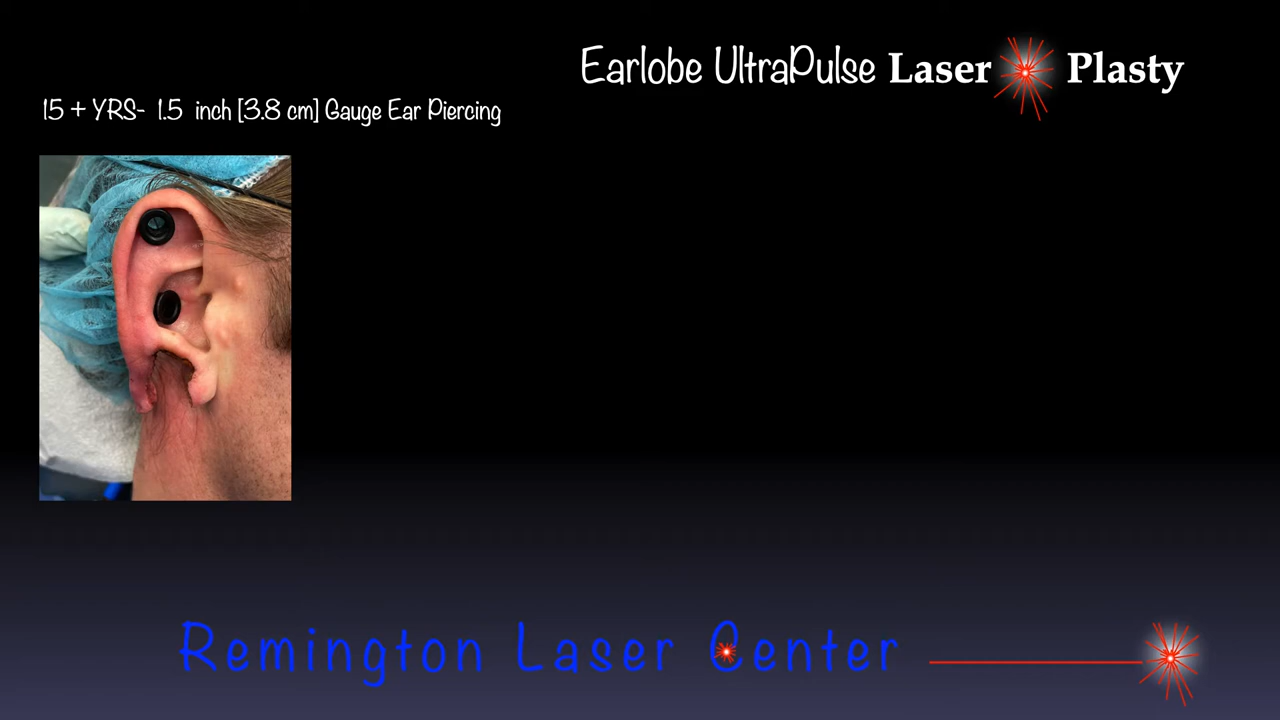 Earlobe UltraPulse Laser Plasty
15 + YRS- 1.5 inch [3.8 cm] Gauge Ear Piercing
Remington Laser Center